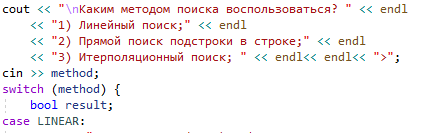 cout << "\nКаким методом поиска воспользоваться? " << endl
<< "1) Линейный поиск;" << endl
<< "2) Прямой поиск подстроки в строке;" << endl
<< "3) Итерполяционный поиск; " << endl<< endl<< ">";
cin >> method;
switch (method) {
bool result;
case LINEAR: